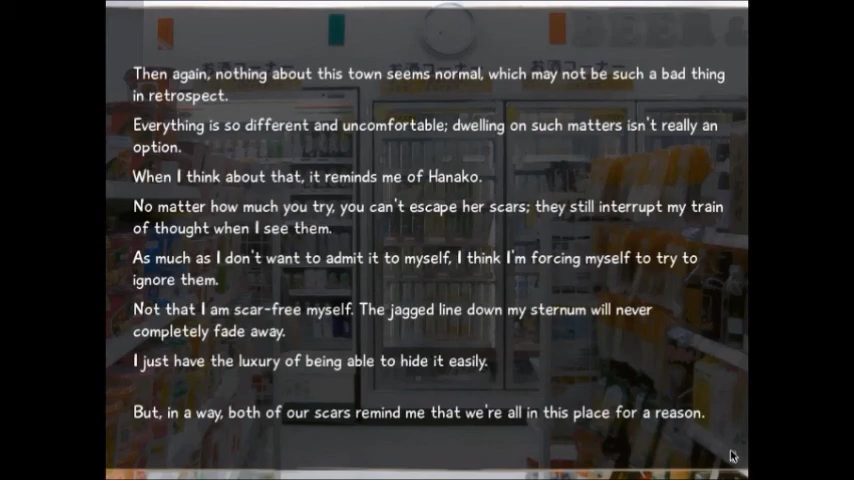 Then again, nothing about this town seems normal, which may not be such a bad thing
in retrospect.
Everything is so different and uncomfortable; dwelling on such matters isn't really an
option.
When I think about that, it reminds me of Hanako.
No matter how much you try, you can't escape her scars; they still interrupt my train
of thought when I see them.
As much as I don't want to admit it to myself, I think I'm forcing myself to try to
ignore them.
Not that I am scar-free myself. The jagged line down my sternum will never
completely fade away.
I just have the luxury of being able to hide it easily.
But, in a way, both of our scars remind me that we're all in this place for a reason.